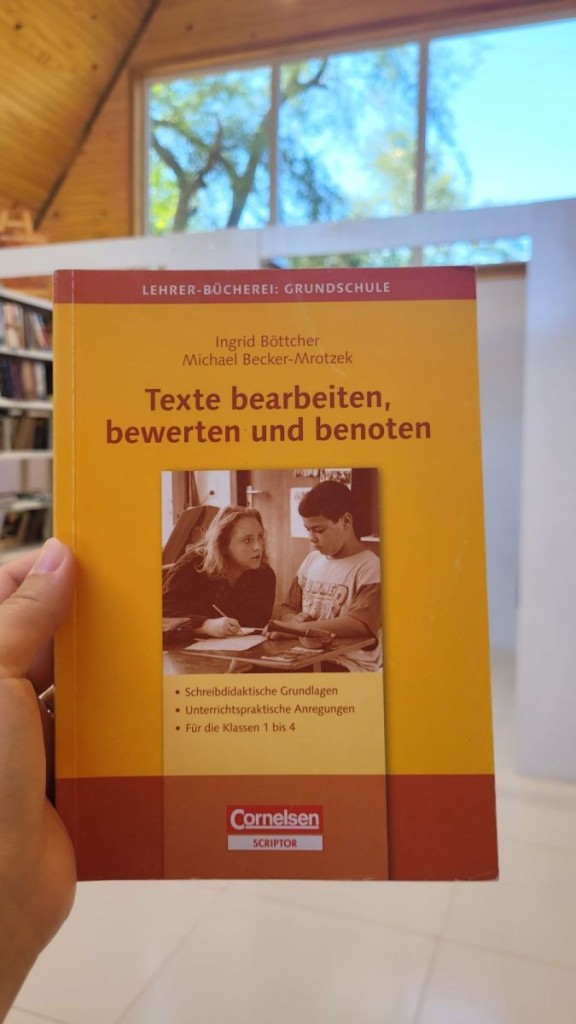 LEHRER-BÜCHEREI: GRUNDSCHULE
Ingrid Böttcher
Michael Becker-Mrotzek
Texte bearbeiten,
bewerten und benoten
• Schreibdidaktische Grundlagen
• Unterrichtspraktische Anregungen
• Für die Klassen 1 bis 4
Cornelsen
SCRIPTOR